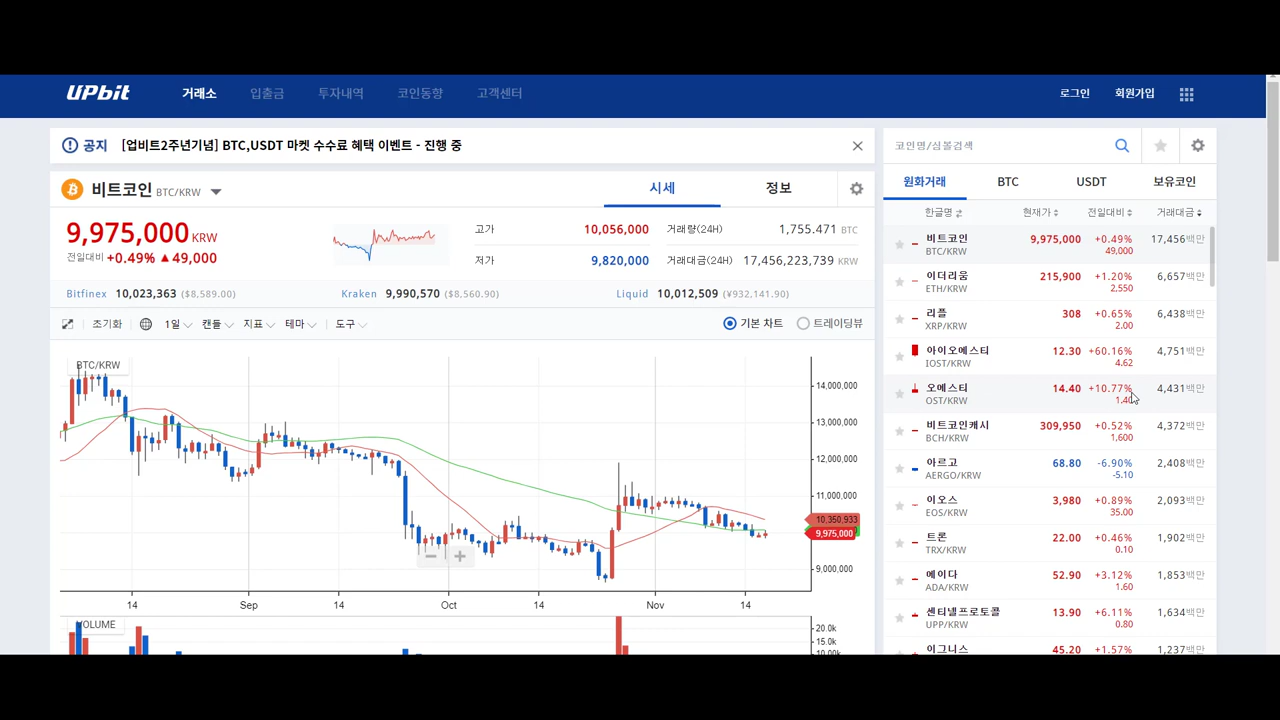 UPbit 거래소 입출금 투자내역 코인동향 고객센터 로그인 회원가입
공지 [업비트2주년기념] BTC,USDT 마켓 수수료 혜택 이벤트 - 진행 중
비트코인 BTC/KRW 시세 정보
9,975,000 KRW
전일대비 +0.49% ▲49,000
고가 10,056,000 거래량(24H) 1,755.471 BTC
저가 9,820,000 거래대금(24H) 17,456,223,739 KRW
Bitfinex 10,023,363 ($8,589.00) Kraken 9,990,570 ($8,560.90) Liquid 10,012,509 (¥932,141.90)
초기화 1일 캔들 지표 테마 도구 기본 차트 트레이딩뷰
BTC/KRW
14,000,000
13,000,000
12,000,000
11,000,000
10,350,933
9,975,000
9,000,000
14 Sep 14 Oct 14 Nov 14
VOLUME
20.0k
15.0k
10.00k
코인명/심볼검색
원화거래 BTC USDT 보유코인
한글명 현재가 전일대비 거래대금
비트코인 9,975,000 +0.49% 17,456백만
BTC/KRW 49,000
이더리움 215,900 +1.20% 6,657백만
ETH/KRW 2,550
리플 308 +0.65% 6,438백만
XRP/KRW 2.00
아이오에스티 12.30 +60.16% 4,751백만
IOST/KRW 4.62
오에스티 14.40 +10.77% 4,431백만
OST/KRW 1.40
비트코인캐시 309,950 +0.52% 4,372백만
BCH/KRW 1,600
아르고 68.80 -6.90% 2,408백만
AERGO/KRW -5.10
이오스 3,980 +0.89% 2,093백만
EOS/KRW 35.00
트론 22.00 +0.46% 1,902백만
TRX/KRW 0.10
에이다 52.90 +3.12% 1,853백만
ADA/KRW 1.60
센티넬프로토콜 13.90 +6.11% 1,634백만
UPP/KRW 0.80
이그니스 45.20 +1.57% 1,237백만